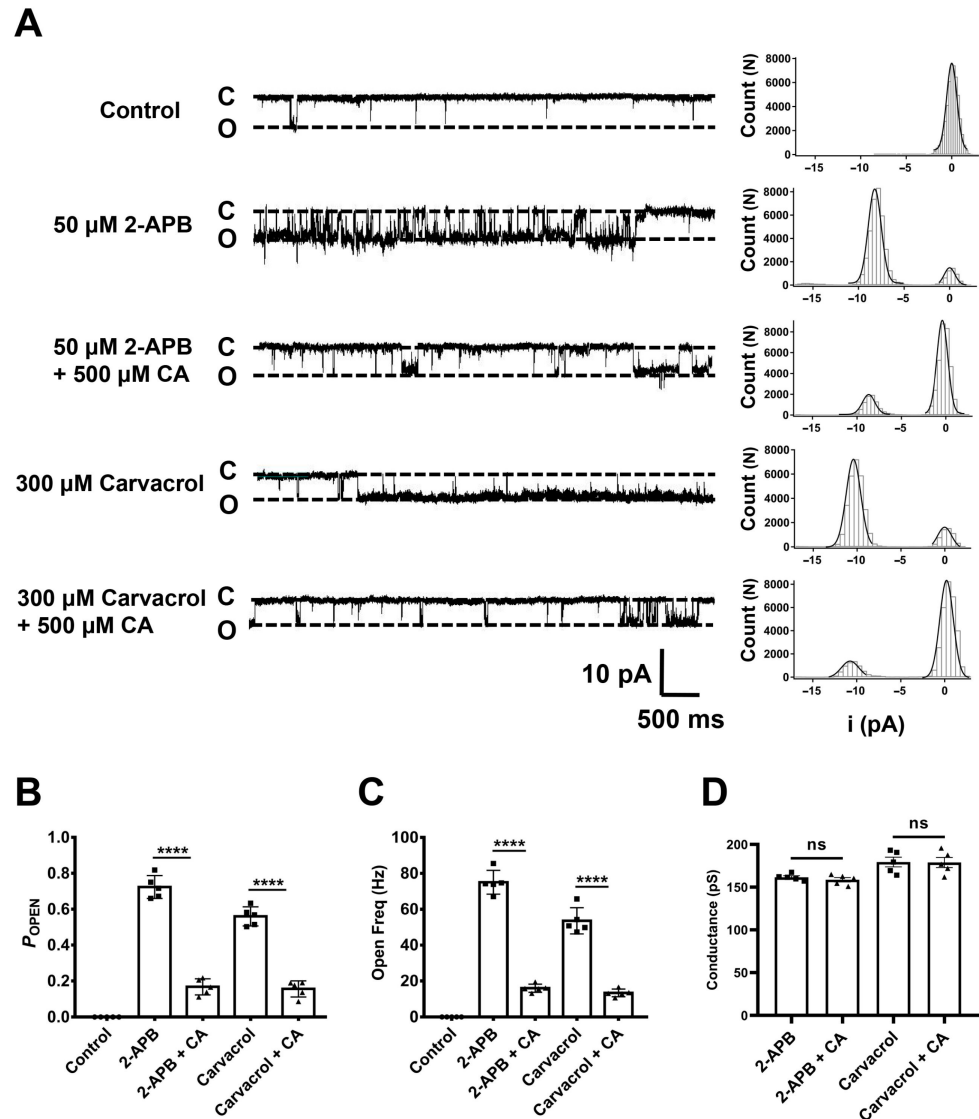 A
Control
C
O
Count (N)
8000
6000
4000
2000
0
−15
−10
−5
0
50 µM 2-APB
C
O
Count (N)
8000
6000
4000
2000
0
−15
−10
−5
0
50 µM 2-APB
+ 500 µM CA
C
O
Count (N)
8000
6000
4000
2000
0
−15
−10
−5
0
300 µM Carvacrol
C
O
Count (N)
8000
6000
4000
2000
0
−15
−10
−5
0
300 µM Carvacrol
+ 500 µM CA
C
O
Count (N)
8000
6000
4000
2000
0
−15
−10
−5
0
10 pA
500 ms
i (pA)
B
POPEN
1.0
0.8
0.6
0.4
0.2
0.0
****
****
Control
2-APB
2-APB + CA
Carvacrol
Carvacrol + CA
C
Open Freq (Hz)
100
80
60
40
20
0
****
****
Control
2-APB
2-APB + CA
Carvacrol
Carvacrol + CA
D
Conductance (pS)
200
150
100
50
0
ns
ns
2-APB
2-APB + CA
Carvacrol
Carvacrol + CA